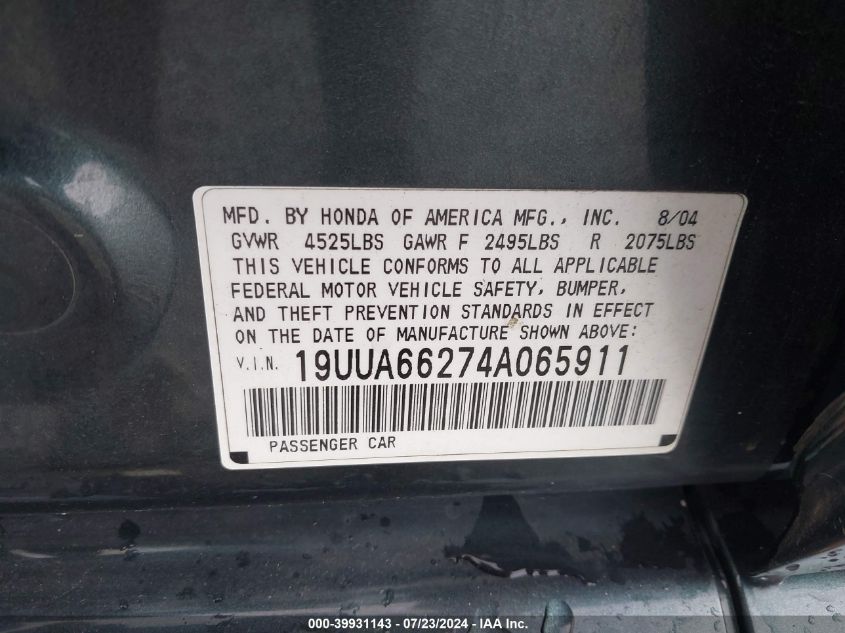 MFD. BY HONDA OF AMERICA MFG., INC. 8/04
GVWR 4525LBS GAWR F 2495LBS R 2075LBS
THIS VEHICLE CONFORMS TO ALL APPLICABLE
FEDERAL MOTOR VEHICLE SAFETY, BUMPER,
AND THEFT PREVENTION STANDARDS IN EFFECT
ON THE DATE OF MANUFACTURE SHOWN ABOVE:
V.I.N. 19UUA66274A065911
PASSENGER CAR
000-39931143 - 07/23/2024 - © IAA, Inc.